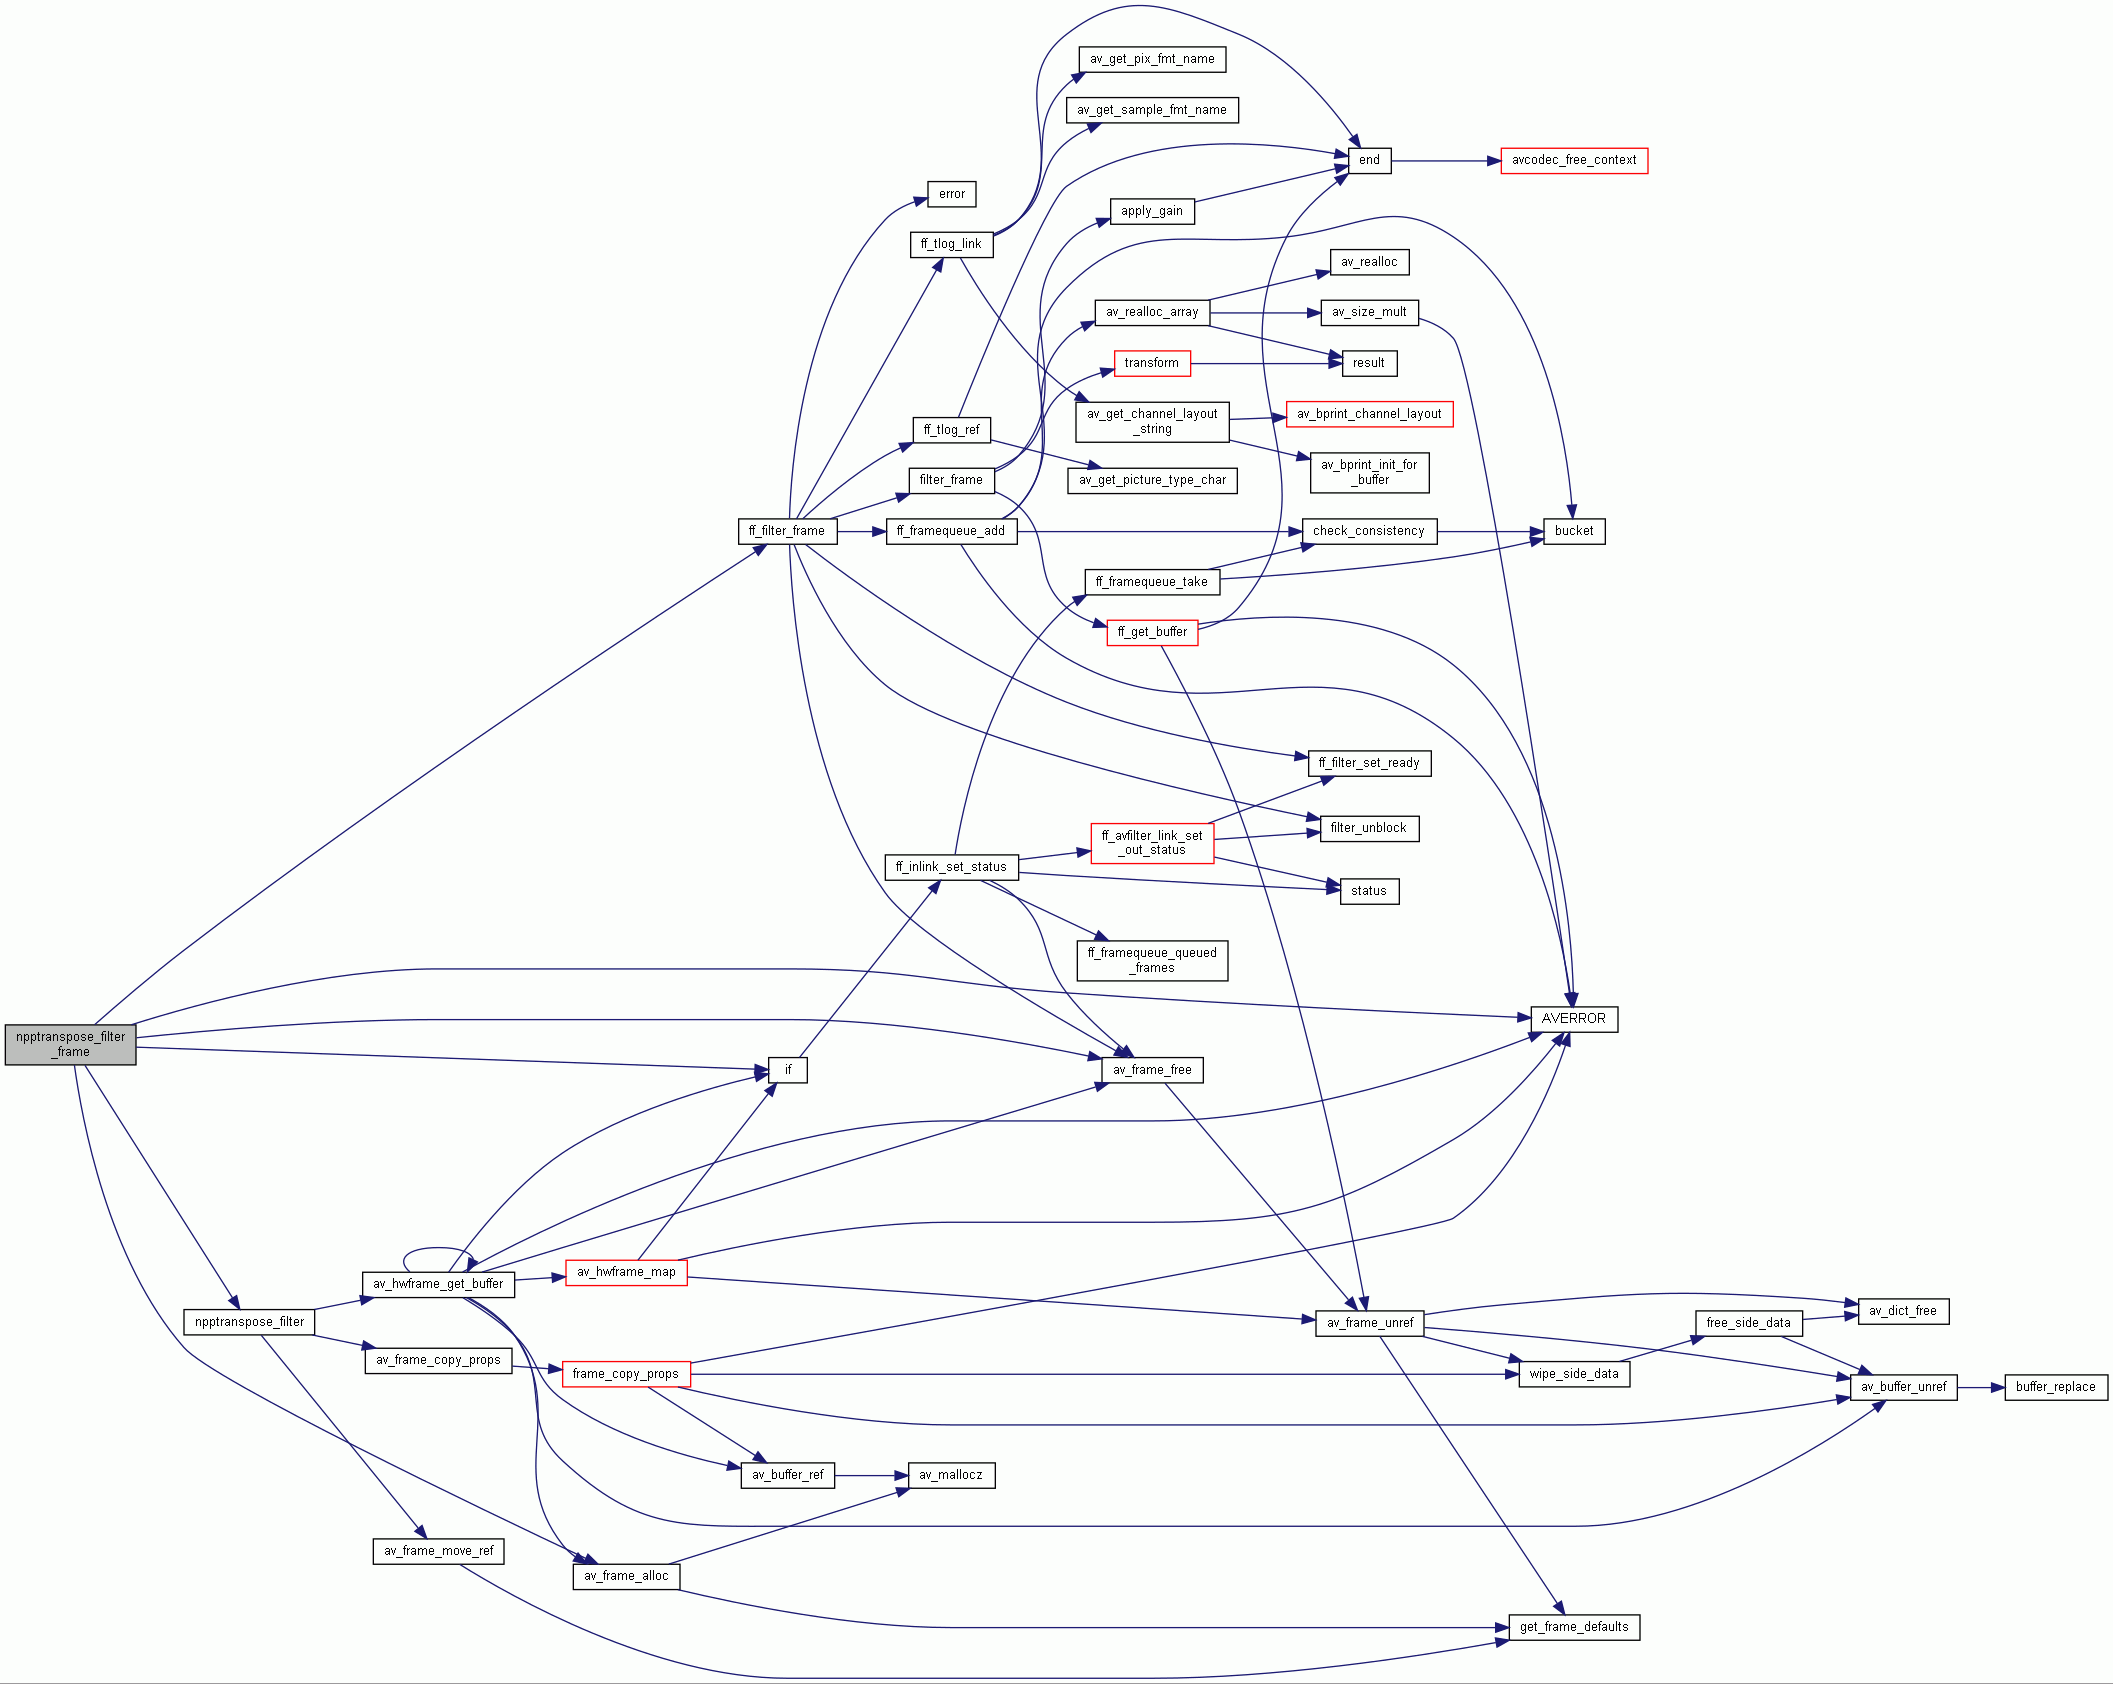 av_get_pix_fmt_name
av_get_sample_fmt_name
end
avcodec_free_context
error
apply_gain
ff_tlog_link
av_realloc
av_realloc_array
av_size_mult
transform
result
av_get_channel_layout
_string
av_bprint_channel_layout
ff_tlog_ref
av_bprint_init_for
_buffer
filter_frame
av_get_picture_type_char
ff_filter_frame
ff_framequeue_add
check_consistency
bucket
ff_framequeue_take
ff_get_buffer
ff_filter_set_ready
filter_unblock
ff_avfilter_link_set
_out_status
ff_inlink_set_status
status
ff_framequeue_queued
_frames
AVERROR
npptranspose_filter
_frame
if
av_frame_free
av_hwframe_get_buffer
av_hwframe_map
npptranspose_filter
av_frame_unref
free_side_data
av_dict_free
av_frame_copy_props
frame_copy_props
wipe_side_data
av_buffer_unref
buffer_replace
av_buffer_ref
av_mallocz
av_frame_move_ref
av_frame_alloc
get_frame_defaults